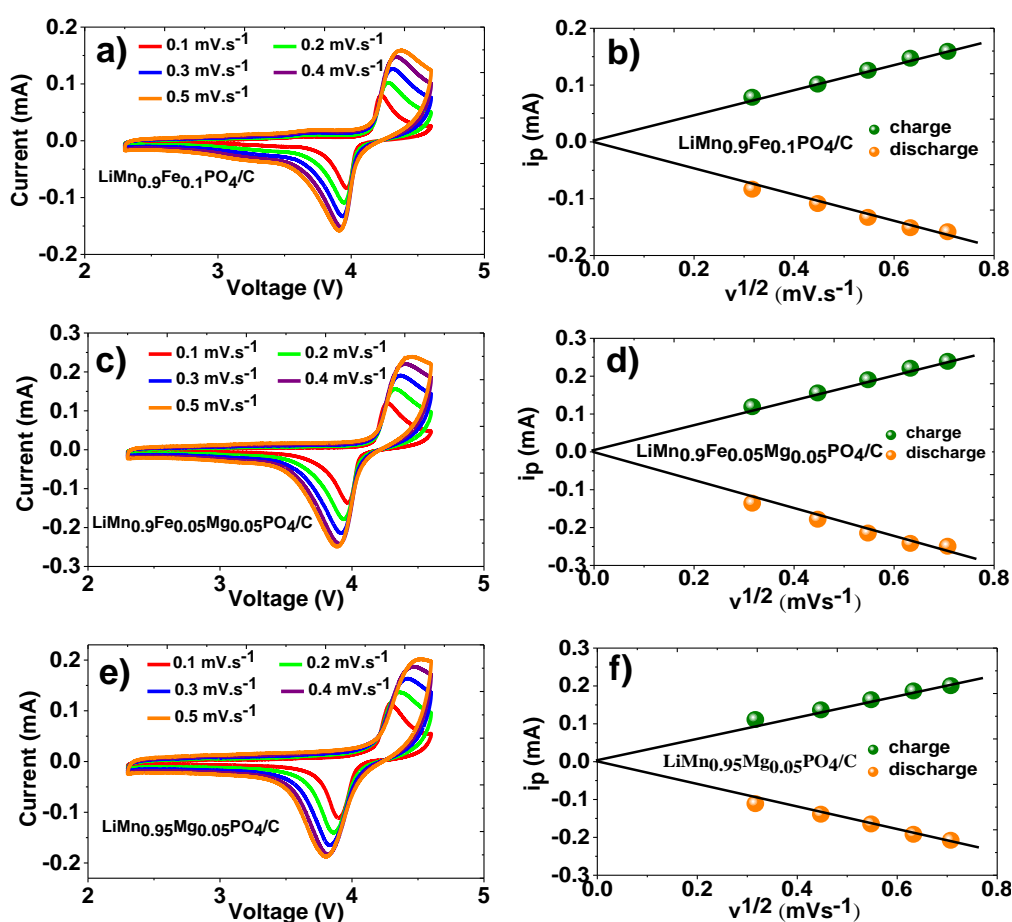 a)
0.1 mV.s-1
0.2 mV.s-1
0.3 mV.s-1
0.4 mV.s-1
0.5 mV.s-1
LiMn0.9Fe0.1PO4/C
Current (mA)
0.2
0.1
0.0
-0.1
-0.2
2
3
4
5
Voltage (V)
b)
charge
discharge
LiMn0.9Fe0.1PO4/C
ip (mA)
0.2
0.1
0.0
-0.1
-0.2
0.0
0.2
0.4
0.6
0.8
v1/2 (mV.s-1)
c)
0.1 mV.s-1
0.2 mV.s-1
0.3 mV.s-1
0.4 mV.s-1
0.5 mV.s-1
LiMn0.9Fe0.05Mg0.05PO4/C
Current (mA)
0.3
0.2
0.1
0.0
-0.1
-0.2
-0.3
2
3
4
5
Voltage (V)
d)
charge
discharge
LiMn0.9Fe0.05Mg0.05PO4/C
ip (mA)
0.3
0.2
0.1
0.0
-0.1
-0.2
-0.3
0.0
0.2
0.4
0.6
0.8
v1/2 (mVs-1)
e)
0.1 mV.s-1
0.2 mV.s-1
0.3 mV.s-1
0.4 mV.s-1
0.5 mV.s-1
LiMn0.95Mg0.05PO4/C
Current (mA)
0.2
0.1
0.0
-0.1
-0.2
2
3
4
5
Voltage (V)
f)
charge
discharge
LiMn0.95Mg0.05PO4/C
ip (mA)
0.3
0.2
0.1
0.0
-0.1
-0.2
-0.3
0.0
0.2
0.4
0.6
0.8
v1/2 (mVs-1)